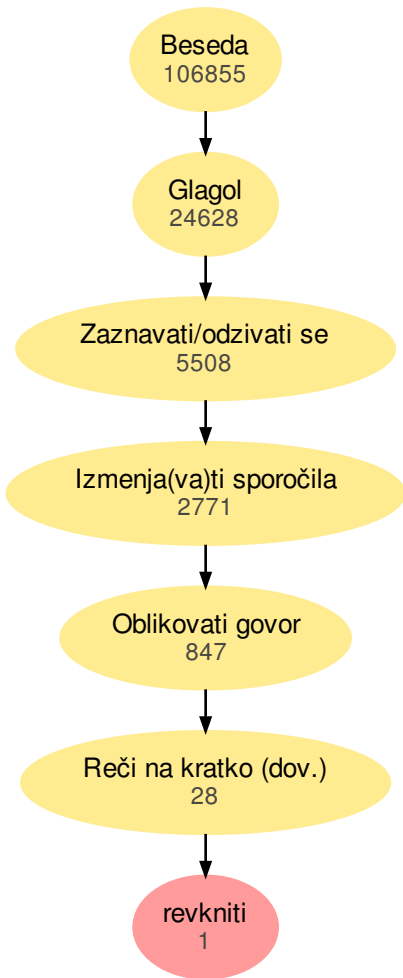 Beseda
106855
Glagol
24628
Zaznavati/odzivati se
5508
Izmenja(va)ti sporočila
2771
Oblikovati govor
847
Reči na kratko (dov.)
28
revkniti
1